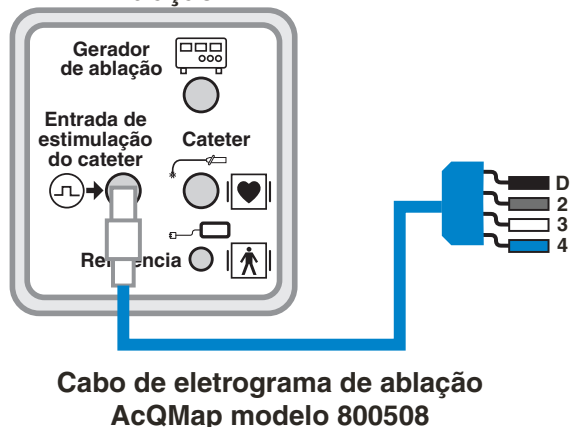 Gerador
de ablação
Entrada de
estimulação
do cateter
Cateter
D
2
3
4
Cabo de eletrograma de ablação
AcQMap modelo 800508